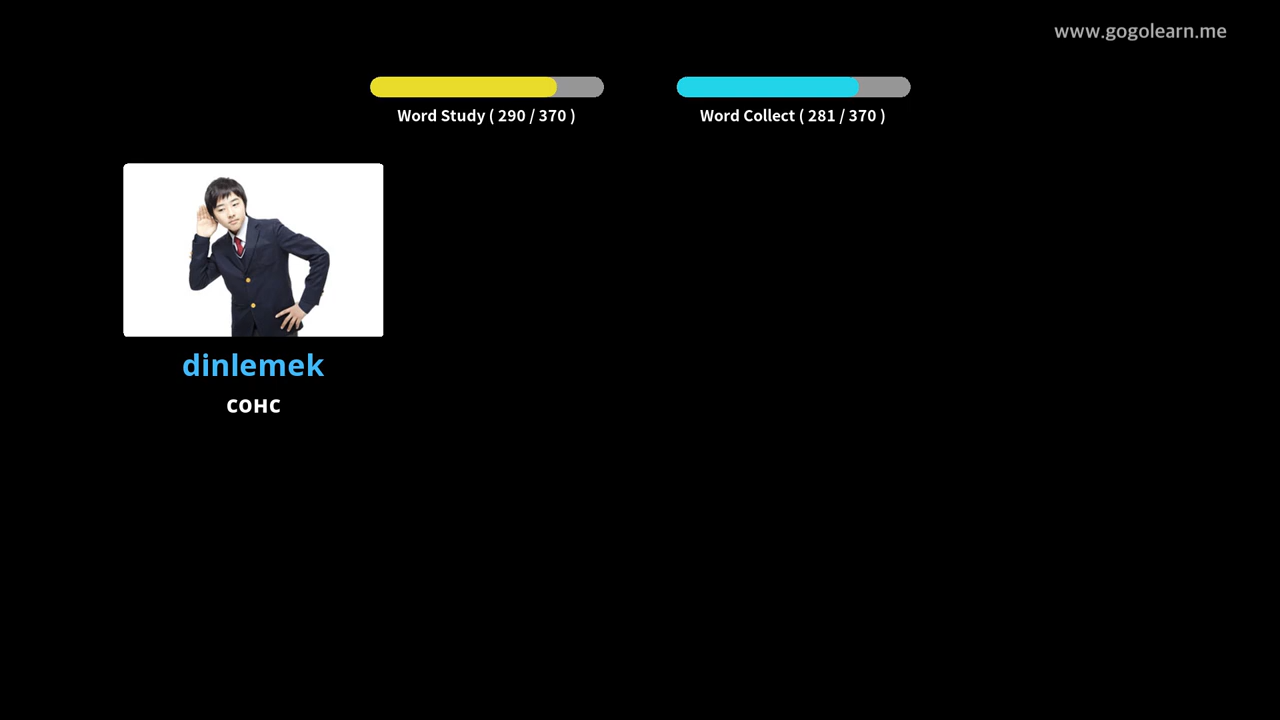 www.gogolearn.me
Word Study ( 290 / 370 )
Word Collect ( 281 / 370 )
dinlemek
сонс